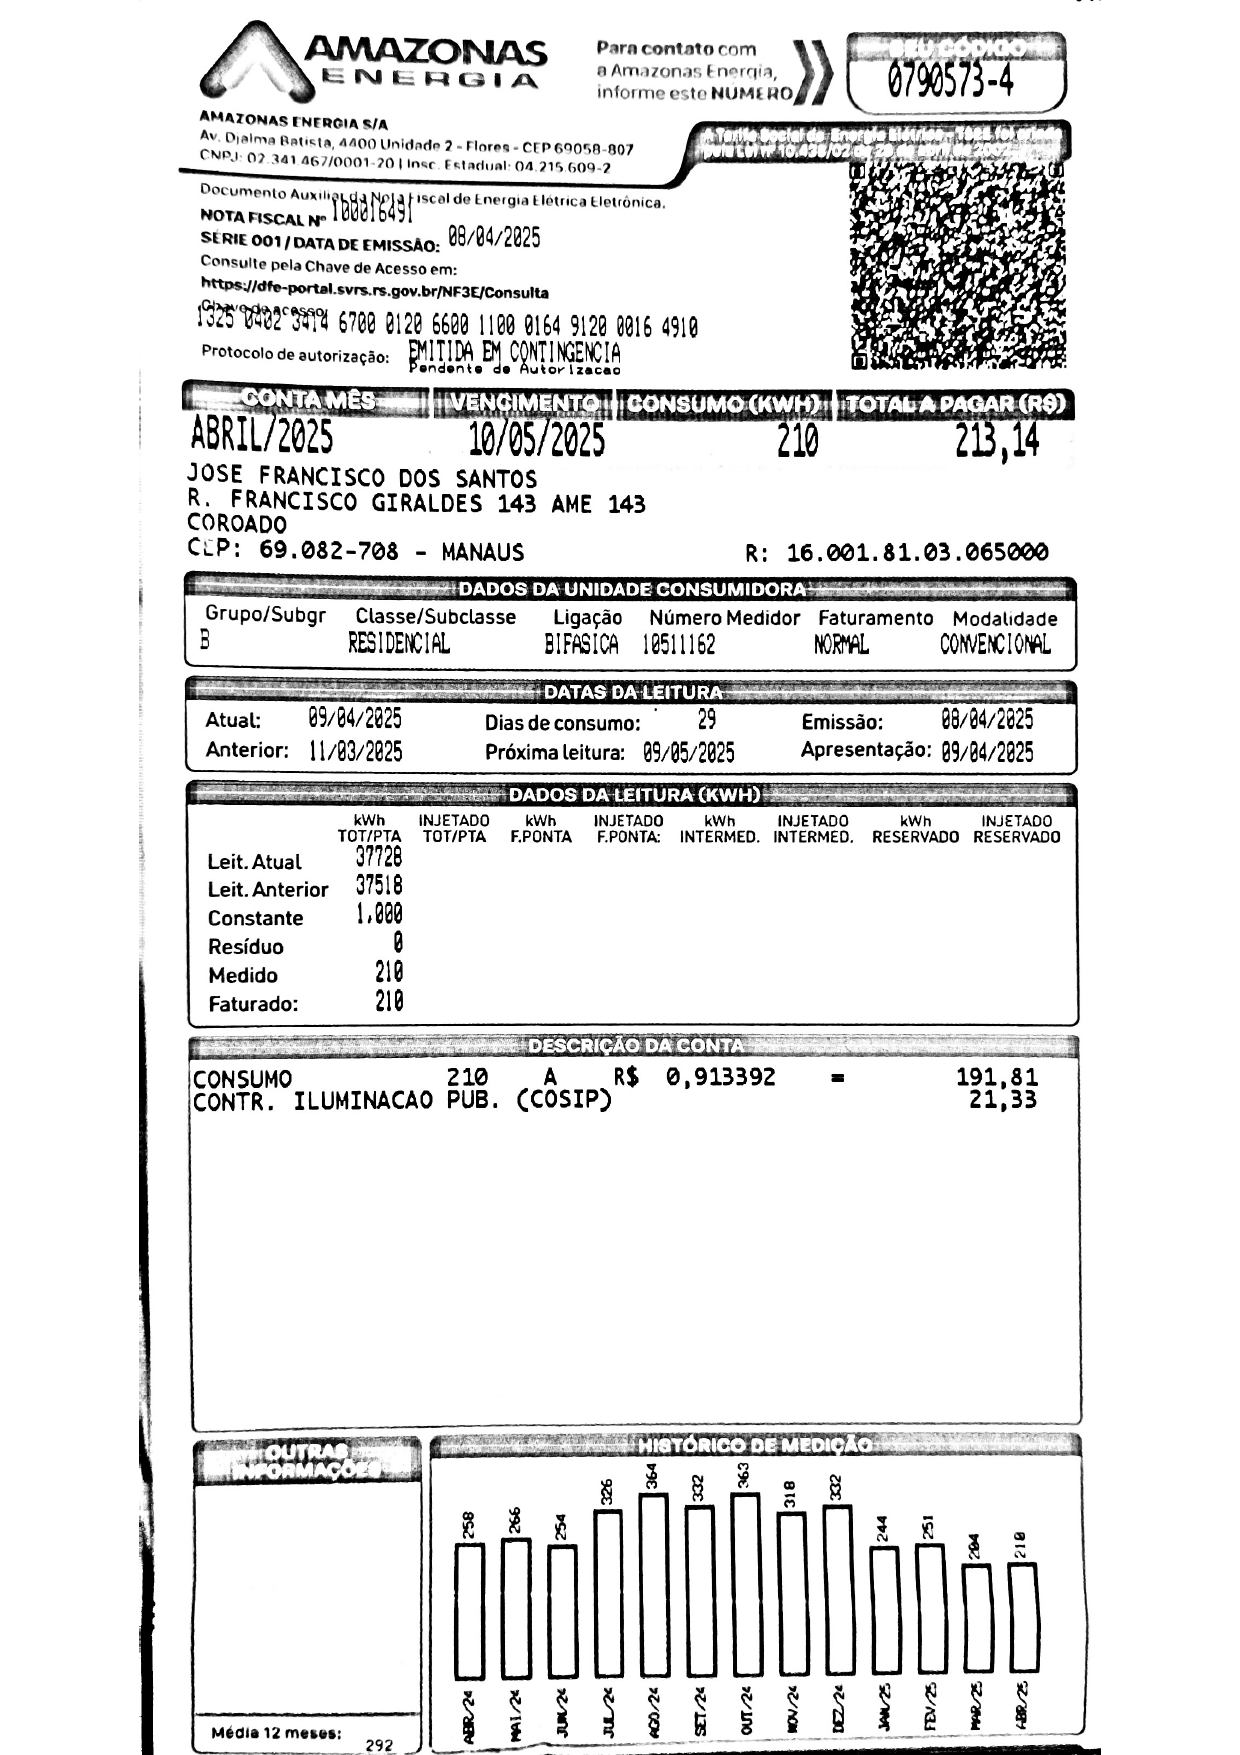 AMAZONAS
ENERGIA
Para contato com
a Amazonas Energia,
informe este NÚMERO
SEU CÓDIGO
0790573-4
AMAZONAS ENERGIA S/A
Av. Djalma Batista, 4400 Unidade 2 - Flores - CEP 69058-807
CNPJ: 02.341.467/0001-20 | Insc. Estadual: 04.215.609-2
A Tarifa Social de Energia Elétrica - TSEE foi criada
pela Lei nº 10.438/02 de 26 de abril de 2002
Documento Auxiliar da Nota Fiscal de Energia Elétrica Eletrônica.
NOTA FISCAL Nº 100016491
SÉRIE 001 / DATA DE EMISSÃO: 08/04/2025
Consulte pela Chave de Acesso em:
https://dfe-portal.svrs.rs.gov.br/NF3E/Consulta
Chave de acesso:
1325 0402 3414 6700 0120 6600 1100 0164 9120 0016 4910
Protocolo de autorização: EMITIDA EM CONTINGENCIA
Pendente de Autorizacao
CONTA MÊS VENCIMENTO CONSUMO (KWH) TOTAL A PAGAR (R$)
ABRIL/2025 10/05/2025 210 213,14
JOSE FRANCISCO DOS SANTOS
R. FRANCISCO GIRALDES 143 AME 143
COROADO
CEP: 69.082-708 - MANAUS R: 16.001.81.03.065000
DADOS DA UNIDADE CONSUMIDORA
Grupo/Subgr Classe/Subclasse Ligação Número Medidor Faturamento Modalidade
B RESIDENCIAL BIFASICA 10511162 NORMAL CONVENCIONAL
DATAS DA LEITURA
Atual: 09/04/2025 Dias de consumo: 29 Emissão: 08/04/2025
Anterior: 11/03/2025 Próxima leitura: 09/05/2025 Apresentação: 09/04/2025
DADOS DA LEITURA (KWH)
kWh INJETADO kWh INJETADO kWh INJETADO kWh INJETADO
TOT/PTA TOT/PTA F.PONTA F.PONTA: INTERMED. INTERMED. RESERVADO RESERVADO
Leit. Atual 37728
Leit. Anterior 37518
Constante 1,000
Resíduo 0
Medido 210
Faturado: 210
DESCRIÇÃO DA CONTA
CONSUMO 210 A R$ 0,913392 = 191,81
CONTR. ILUMINACAO PUB. (COSIP) 21,33
OUTRAS
INFORMAÇÕES
Média 12 meses: 292
HISTÓRICO DE MEDIÇÃO
258 266 254 326 364 332 363 318 332 244 251 204 210
ABR/24 MAI/24 JUN/24 JUL/24 AGO/24 SET/24 OUT/24 NOV/24 DEZ/24 JAN/25 FEV/25 MAR/25 ABR/25